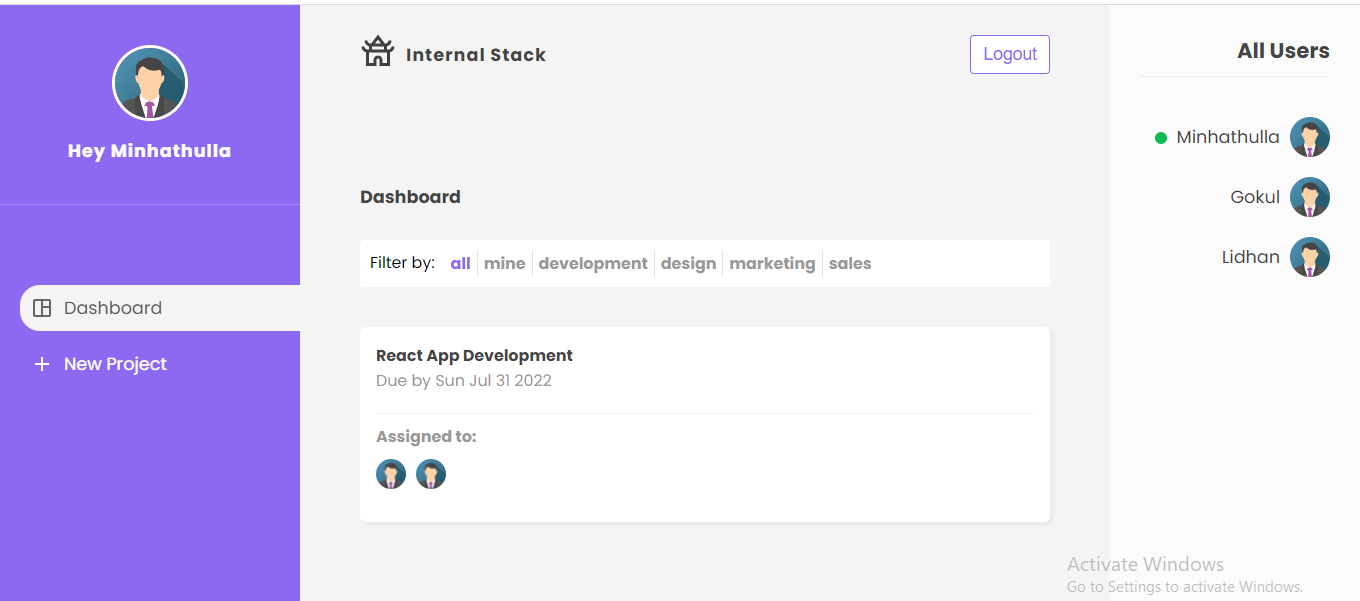 Hey Minhathulla
Dashboard
New Project
Internal Stack
Logout
Dashboard
Filter by: all mine development design marketing sales
React App Development
Due by Sun Jul 31 2022
Assigned to:
All Users
Minhathulla
Gokul
Lidhan
Activate Windows
Go to Settings to activate Windows.